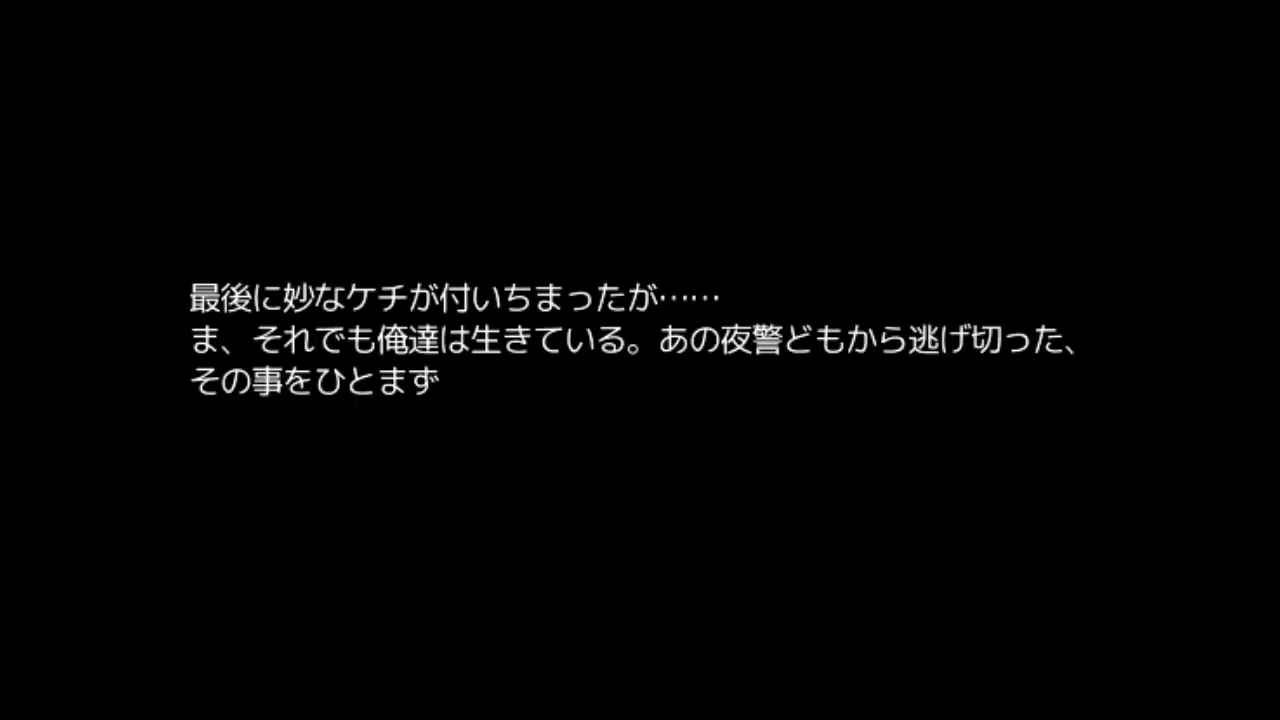 最後に妙なケチが付いちまったが……
ま、それでも俺達は生きている。あの夜警どもから逃げ切った、
その事をひとまず